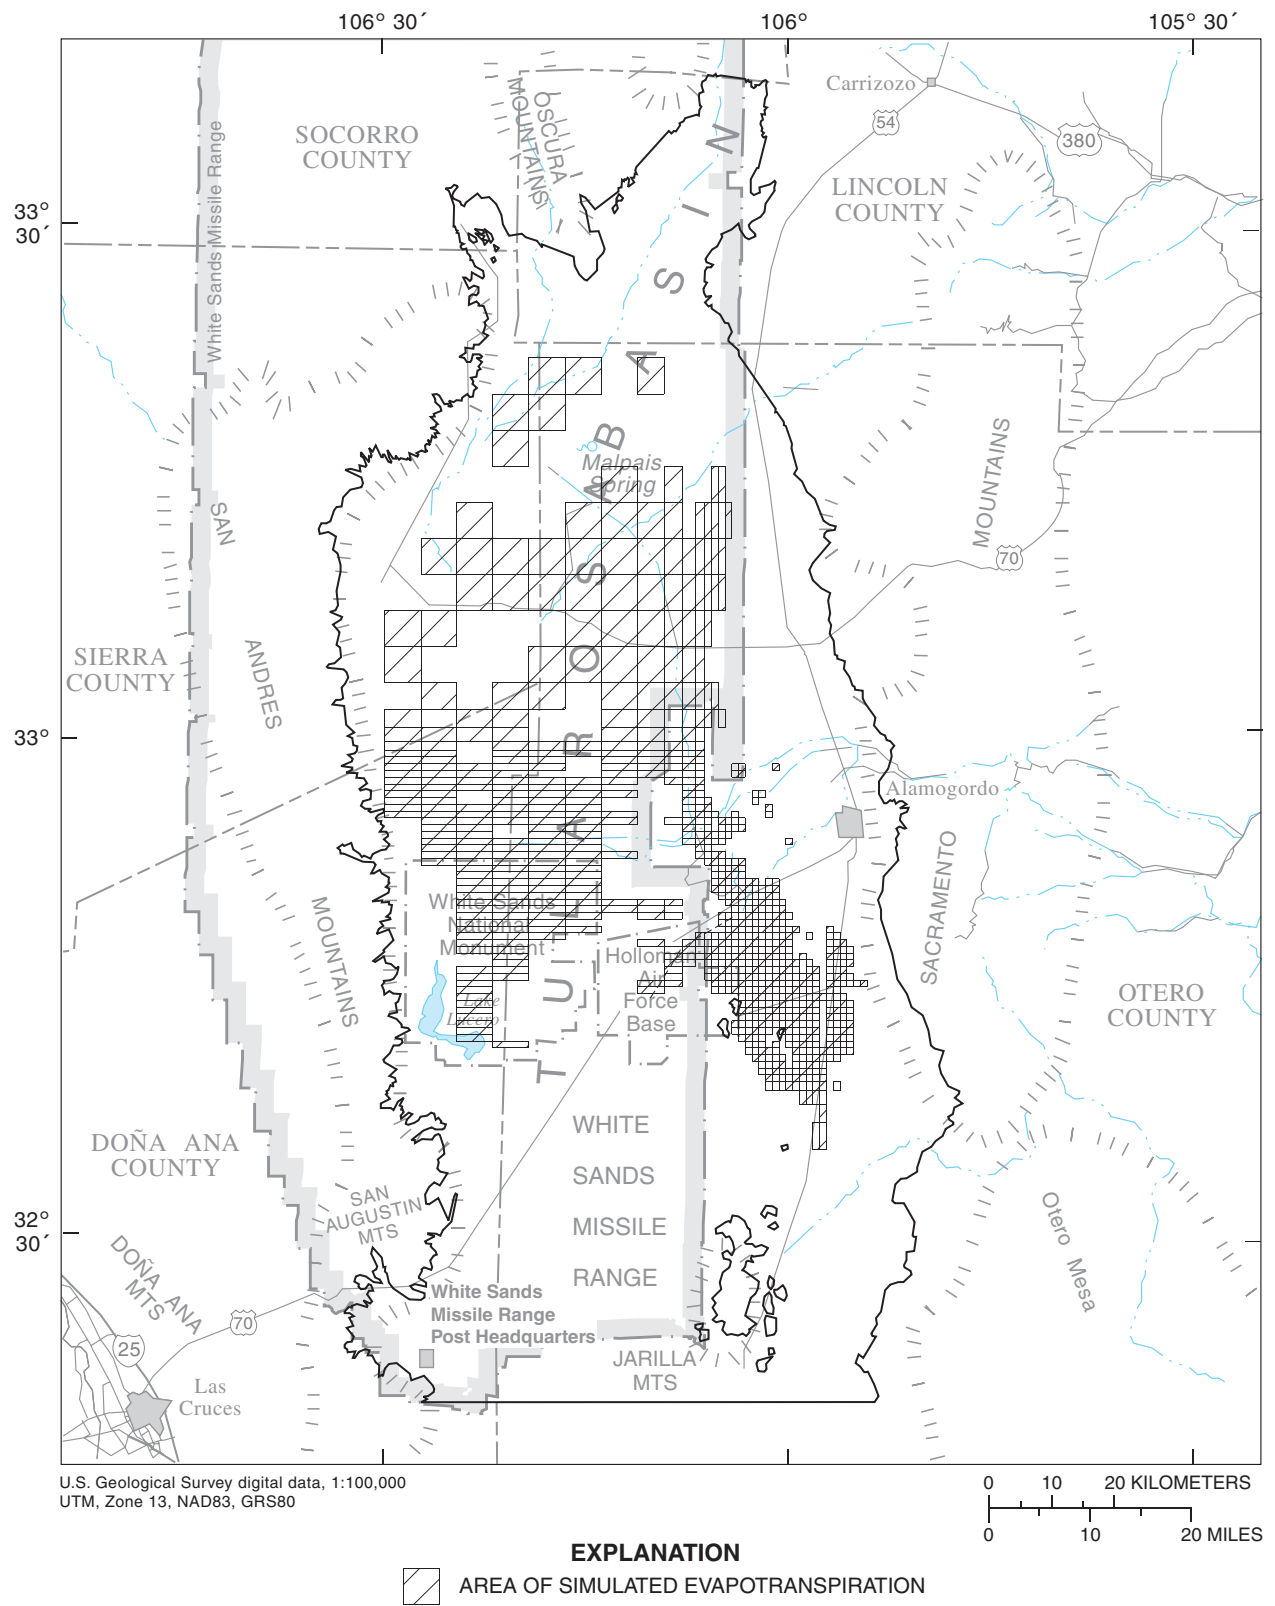 106° 30´
106°
105° 30´
33°
30´
33°
32°
30´
SOCORRO
COUNTY
OSCURA
MOUNTAINS
White Sands Missile Range
Carrizozo
54
380
LINCOLN
COUNTY
TULAROSA BASIN
Malpais
Spring
MOUNTAINS
70
SAN
ANDRES
MOUNTAINS
SIERRA
COUNTY
Alamogordo
SACRAMENTO
White Sands
National
Monument
Lake
Lucero
Holloman
Air
Force
Base
OTERO
COUNTY
WHITE
SANDS
MISSILE
RANGE
DOÑA ANA
COUNTY
SAN
AUGUSTIN
MTS
Otero Mesa
DOÑA ANA
MTS
70
25
White Sands
Missile Range
Post Headquarters
JARILLA
MTS
Las
Cruces
U.S. Geological Survey digital data, 1:100,000
UTM, Zone 13, NAD83, GRS80
0 10 20 KILOMETERS
0 10 20 MILES
EXPLANATION
AREA OF SIMULATED EVAPOTRANSPIRATION